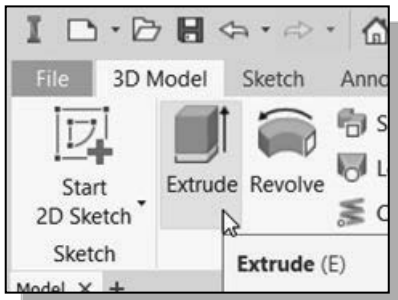 File 3D Model Sketch
Start
2D Sketch
Extrude Revolve
Sketch
Extrude (E)
Model